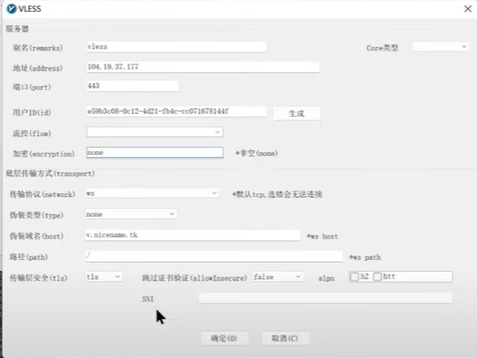 VLESS
服务器
别名(remarks) vless Core类型
地址(address) 104.19.37.177
端口(port) 443
用户ID(id) e59b3c08-0c12-4d21-fb4c-cc071678144f 生成
流控(flow)
加密(encryption) none *非空(none)
底层传输方式(transport)
传输协议(network) ws *默认tcp,选错会无法连接
伪装类型(type) none
伪装域名(host) v.nicename.tk *ws host
路径(path) / *ws path
传输层安全(tls) tls 跳过证书验证(allowInsecure) false alpn h2 htt
SNI
确定(O) 取消(C)